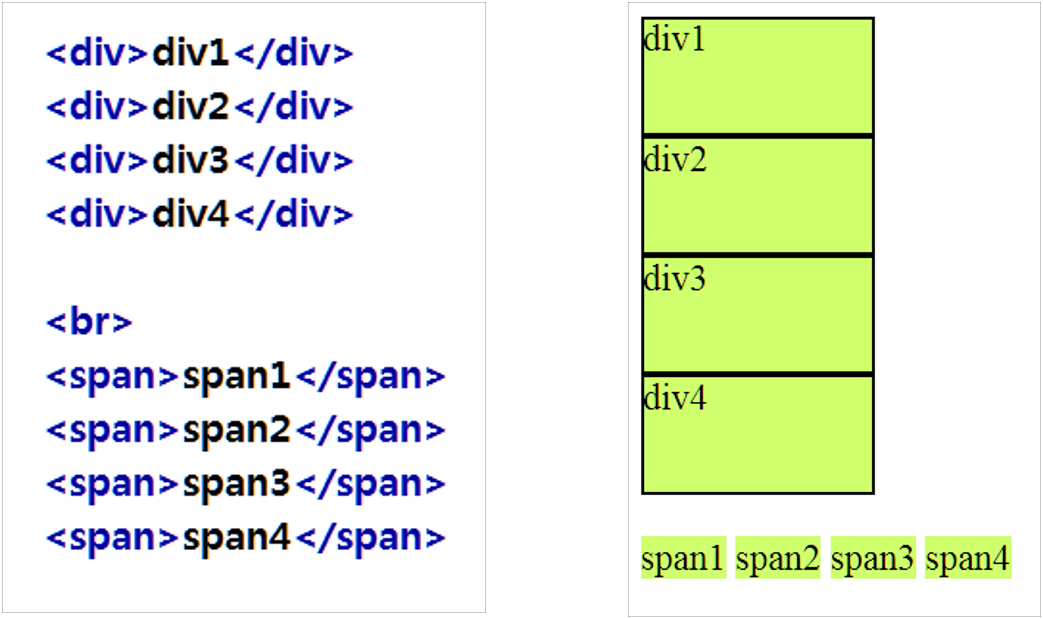 <div>div1</div>
<div>div2</div>
<div>div3</div>
<div>div4</div>
<br>
<span>span1</span>
<span>span2</span>
<span>span3</span>
<span>span4</span>
div1
div2
div3
div4
span1 span2 span3 span4